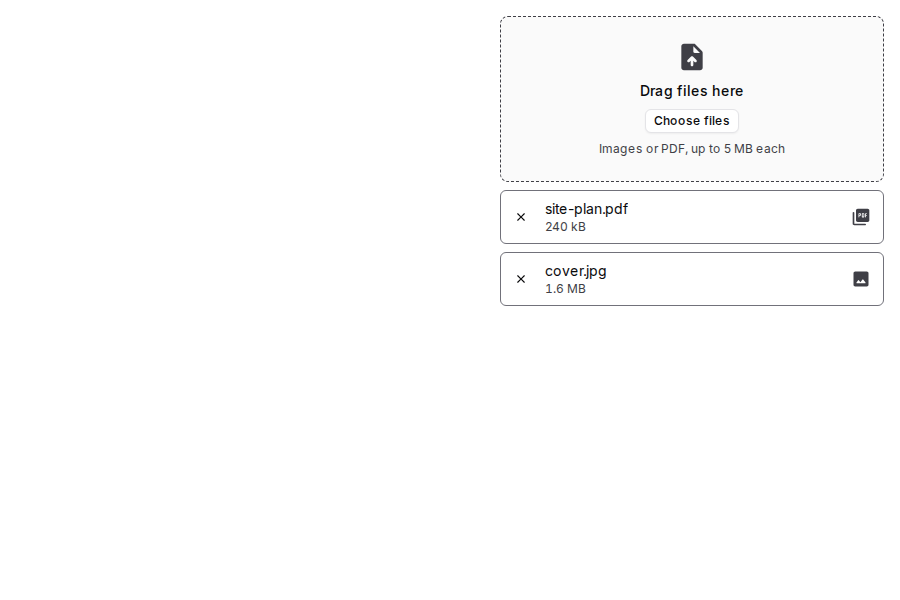 Drag files here
Choose files
Images or PDF, up to 5 MB each
site-plan.pdf
240 kB
PDF
cover.jpg
1.6 MB